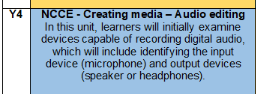 Y4
NCCE - Creating media – Audio editing
In this unit, learners will initially examine
devices capable of recording digital audio,
which will include identifying the input
device (microphone) and output devices
(speaker or headphones).